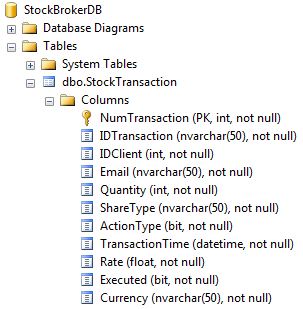 StockBrokerDB
Database Diagrams
Tables
System Tables
dbo.StockTransaction
Columns
NumTransaction (PK, int, not null)
IDTransaction (nvarchar(50), not null)
IDClient (int, not null)
Email (nvarchar(50), not null)
Quantity (int, not null)
ShareType (nvarchar(50), not null)
ActionType (bit, not null)
TransactionTime (datetime, not null)
Rate (float, not null)
Executed (bit, not null)
Currency (nvarchar(50), not null)